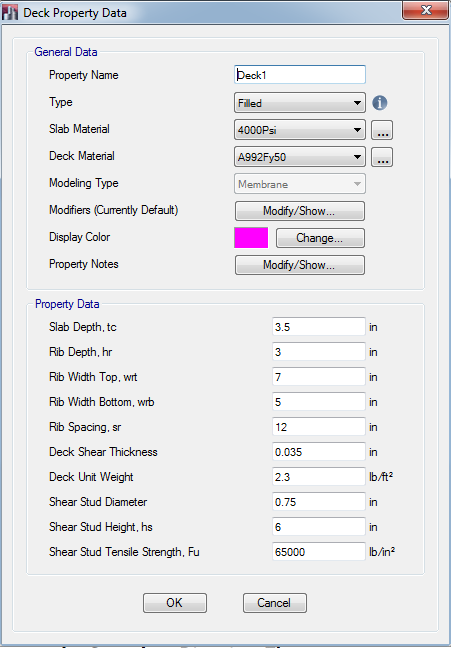 Deck Property Data
General Data
Property Name Deck1
Type Filled
Slab Material 4000Psi ...
Deck Material A992Fy50 ...
Modeling Type Membrane
Modifiers (Currently Default) Modify/Show...
Display Color Change...
Property Notes Modify/Show...
Property Data
Slab Depth, tc 3.5 in
Rib Depth, hr 3 in
Rib Width Top, wrt 7 in
Rib Width Bottom, wrb 5 in
Rib Spacing, sr 12 in
Deck Shear Thickness 0.035 in
Deck Unit Weight 2.3 lb/ft²
Shear Stud Diameter 0.75 in
Shear Stud Height, hs 6 in
Shear Stud Tensile Strength, Fu 65000 lb/in²
OK Cancel